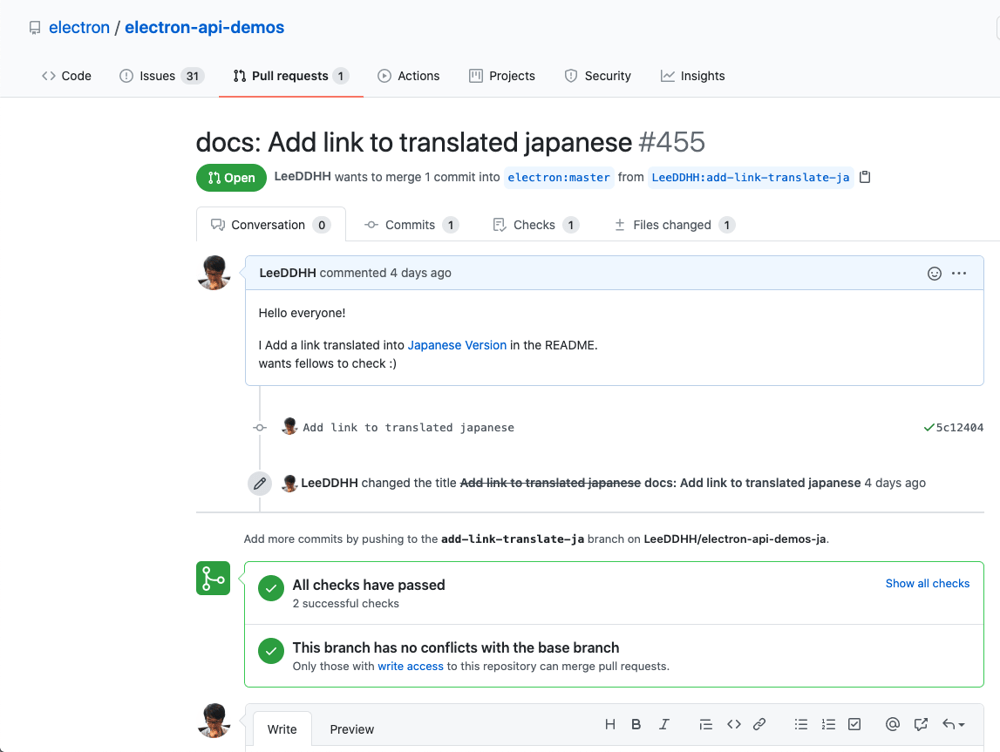 electron / electron-api-demos
Code Issues 31 Pull requests 1 Actions Projects Security Insights
docs: Add link to translated japanese #455
Open LeeDDHH wants to merge 1 commit into electron:master from LeeDDHH:add-link-translate-ja
Conversation 0 Commits 1 Checks 1 Files changed 1
LeeDDHH commented 4 days ago
Hello everyone!
I Add a link translated into Japanese Version in the README.
wants fellows to check :)
Add link to translated japanese 5c12404
LeeDDHH changed the title Add link to translated japanese docs: Add link to translated japanese 4 days ago
Add more commits by pushing to the add-link-translate-ja branch on LeeDDHH/electron-api-demos-ja.
All checks have passed Show all checks
2 successful checks
This branch has no conflicts with the base branch
Only those with write access to this repository can merge pull requests.
Write Preview